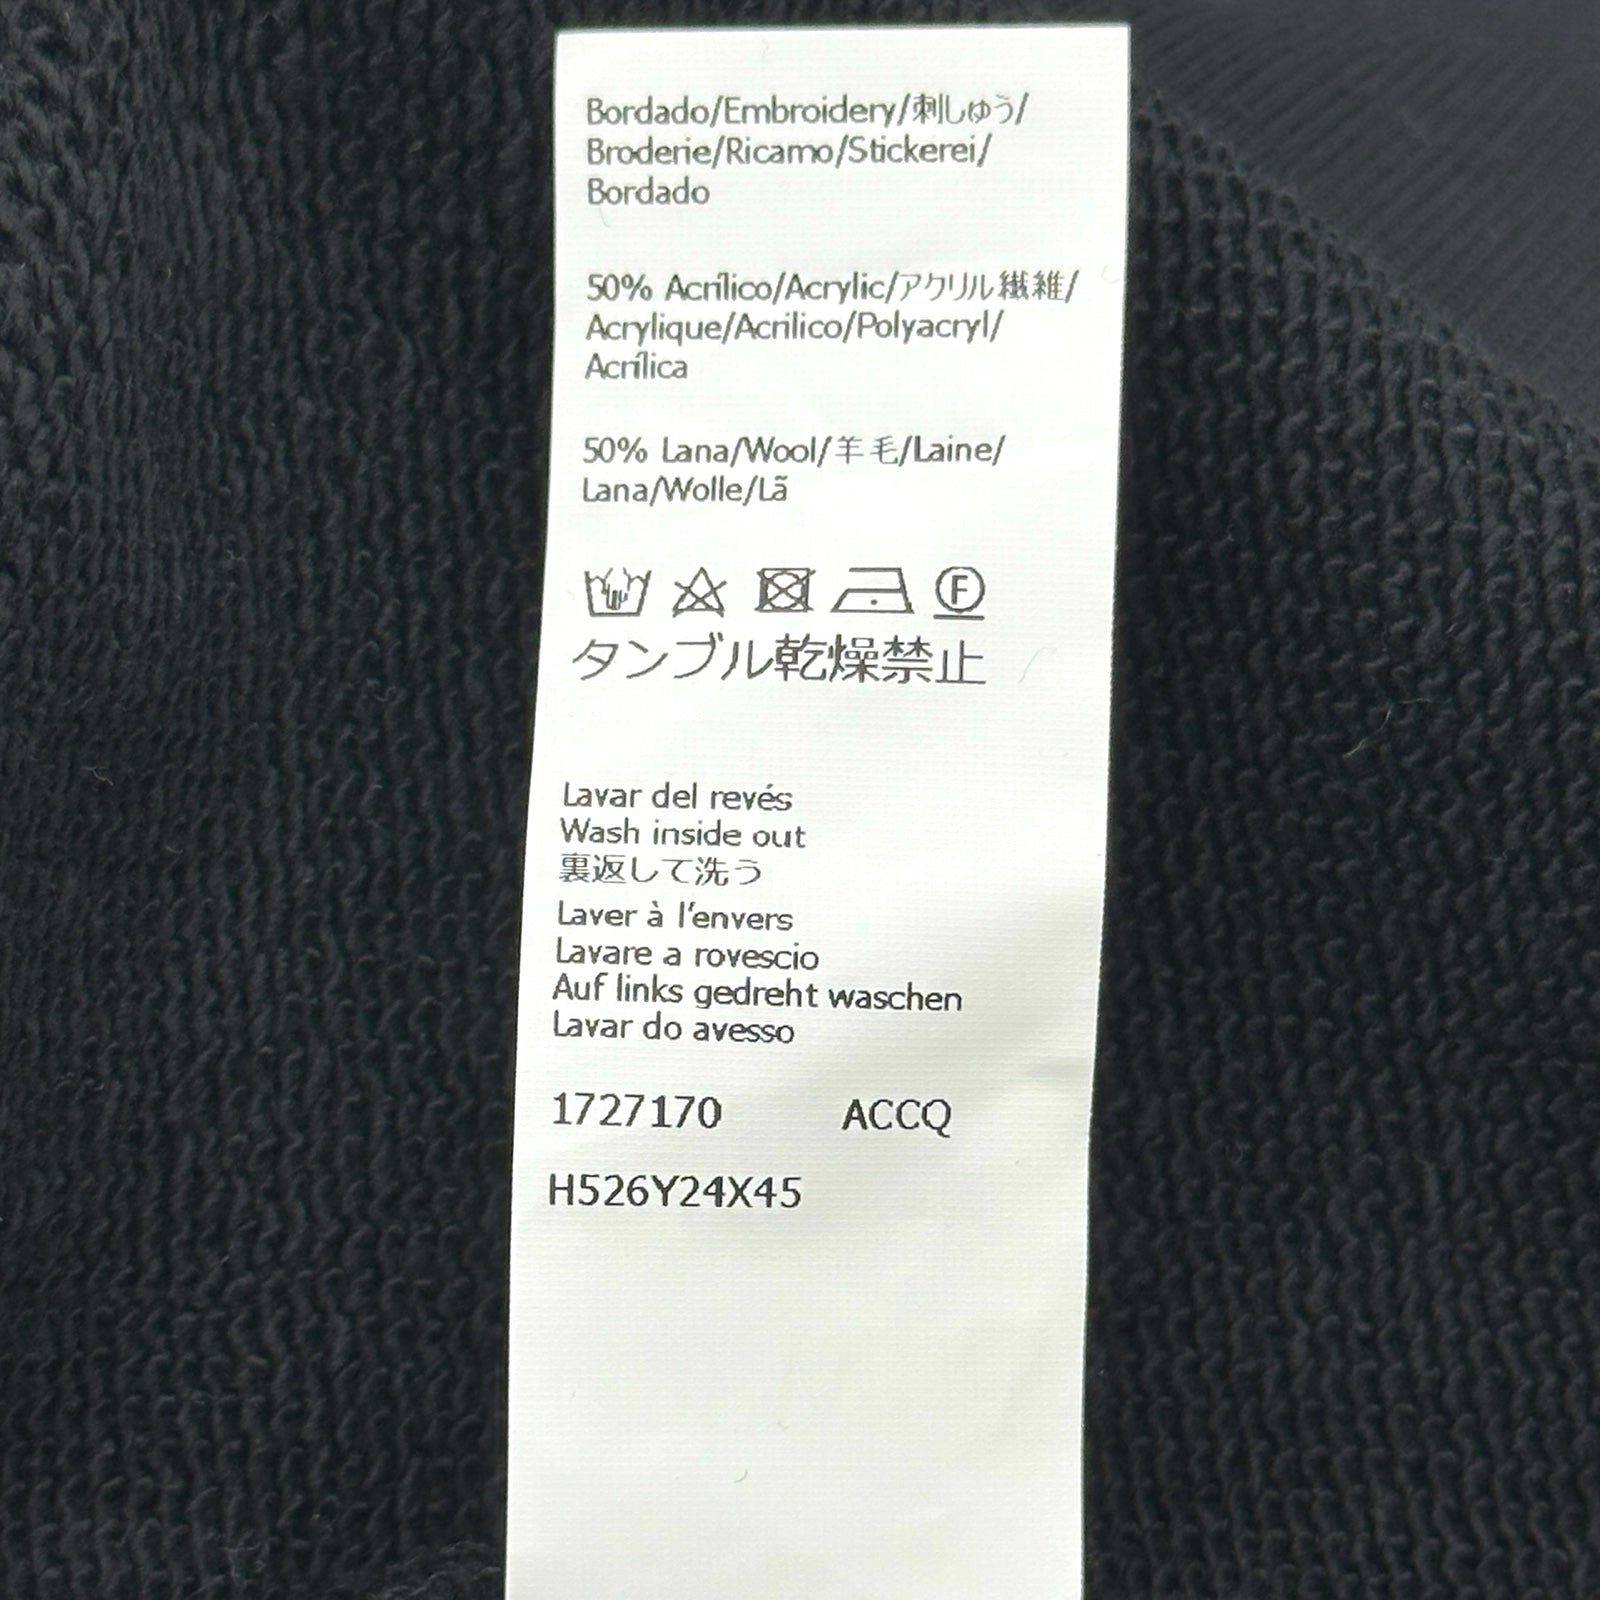 Bordado/Embroidery/刺しゅう/
Broderie/Ricamo/Stickerei/
Bordado
50% Acrílico/Acrylic/アクリル繊維/
Acrylique/Acrilico/Polyacryl/
Acrílica
50% Lana/Wool/羊毛/Laine/
Lana/Wolle/Lã
F
タンブル乾燥禁止
Lavar del revés
Wash inside out
裏返して洗う
Laver à l'envers
Lavare a rovescio
Auf links gedreht waschen
Lavar do avesso
1727170 ACCQ
H526Y24X45